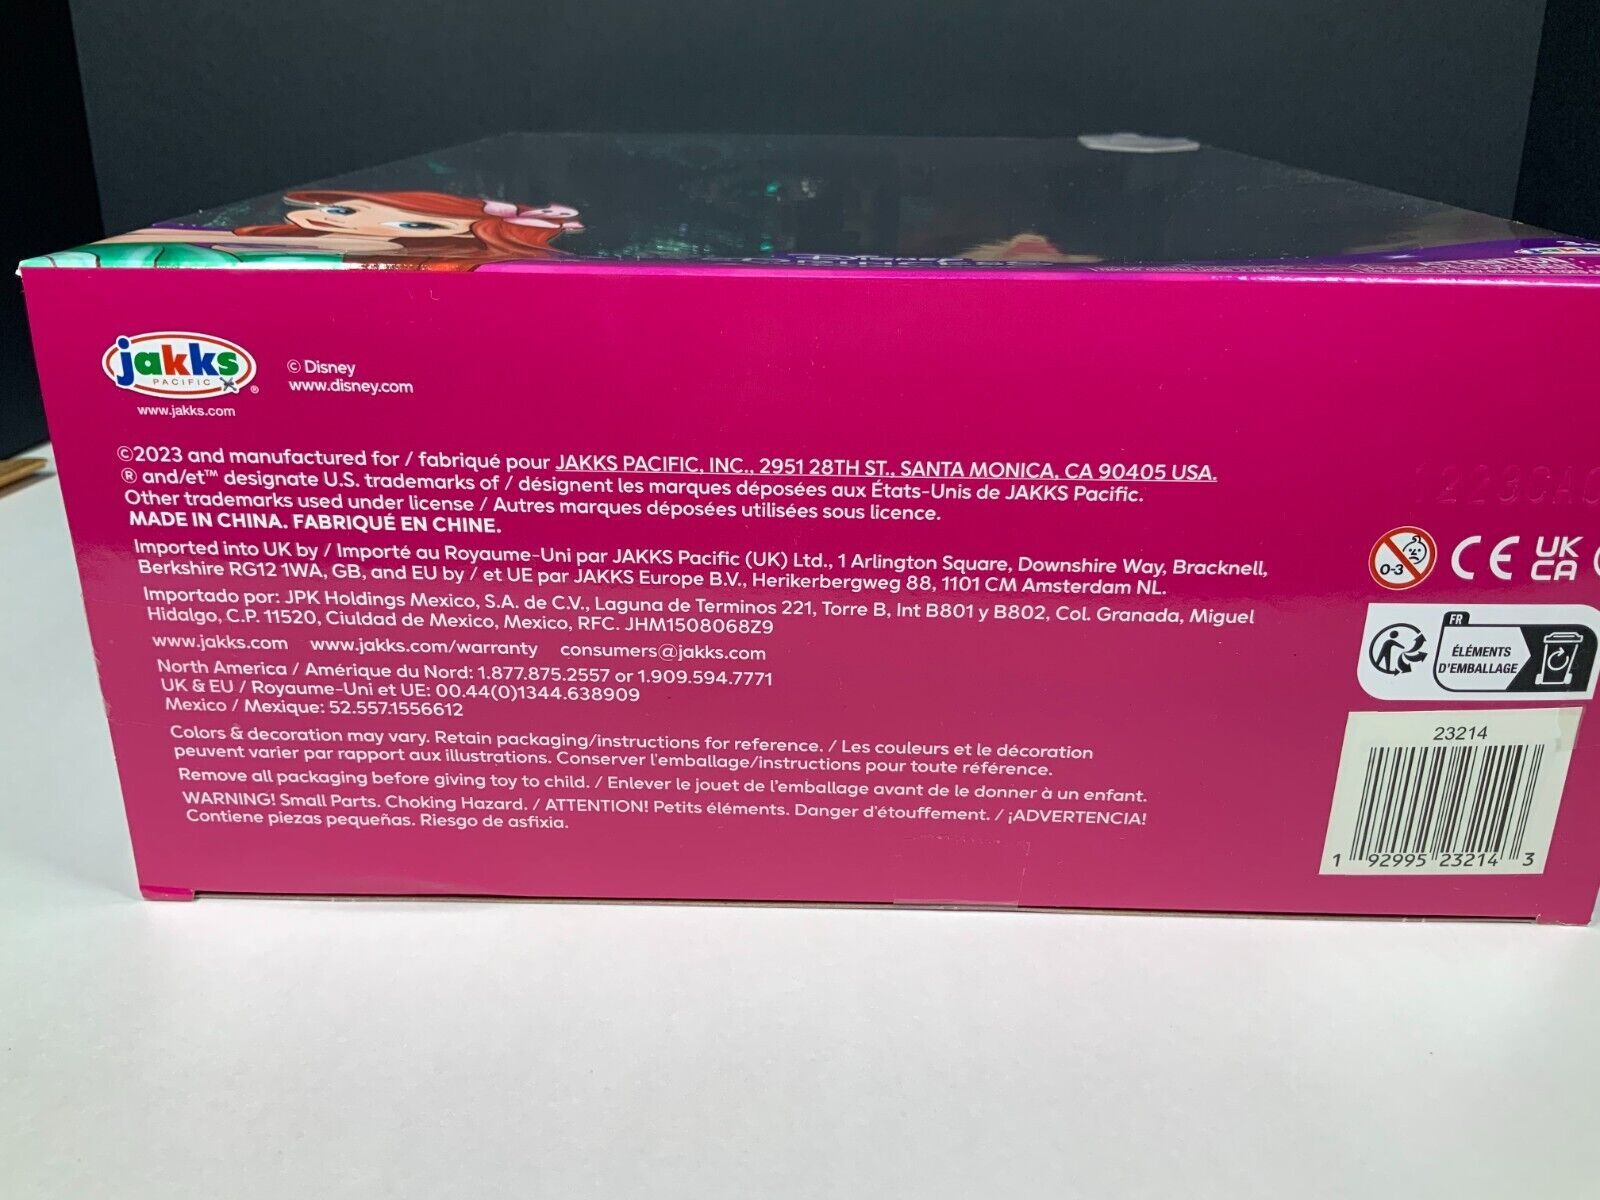 jakks
PACIFIC
®
www.jakks.com
© Disney
www.disney.com
©2023 and manufactured for / fabriqué pour JAKKS PACIFIC, INC., 2951 28TH ST., SANTA MONICA, CA 90405 USA.
® and/et™ designate U.S. trademarks of / désignent les marques déposées aux États-Unis de JAKKS Pacific.
Other trademarks used under license / Autres marques déposées utilisées sous licence.
MADE IN CHINA. FABRIQUÉ EN CHINE.
Imported into UK by / Importé au Royaume-Uni par JAKKS Pacific (UK) Ltd., 1 Arlington Square, Downshire Way, Bracknell,
Berkshire RG12 1WA, GB, and EU by / et UE par JAKKS Europe B.V., Herikerbergweg 88, 1101 CM Amsterdam NL.
Importado por: JPK Holdings Mexico, S.A. de C.V., Laguna de Terminos 221, Torre B, Int B801 y B802, Col. Granada, Miguel
Hidalgo, C.P. 11520, Ciuldad de Mexico, Mexico, RFC. JHM1508068Z9
www.jakks.com www.jakks.com/warranty consumers@jakks.com
North America / Amérique du Nord: 1.877.875.2557 or 1.909.594.7771
UK & EU / Royaume-Uni et UE: 00.44(0)1344.638909
Mexico / Mexique: 52.557.1556612
Colors & decoration may vary. Retain packaging/instructions for reference. / Les couleurs et le décoration
peuvent varier par rapport aux illustrations. Conserver l'emballage/instructions pour toute référence.
Remove all packaging before giving toy to child. / Enlever le jouet de l'emballage avant de le donner à un enfant.
WARNING! Small Parts. Choking Hazard. / ATTENTION! Petits éléments. Danger d'étouffement. / ¡ADVERTENCIA!
Contiene piezas pequeñas. Riesgo de asfixia.
0-3
CE
UK
CA
FR
ÉLÉMENTS
D'EMBALLAGE
23214
1 92995 23214 3